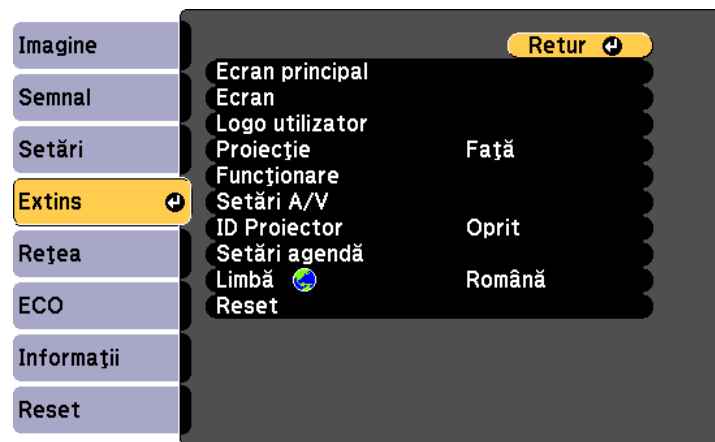 Imagine
Semnal
Setări
Extins
Reţea
ECO
Informaţii
Reset
Retur
Ecran principal
Ecran
Logo utilizator
Proiecţie Faţă
Funcţionare
Setări A/V
ID Proiector Oprit
Setări agendă
Limbă Română
Reset